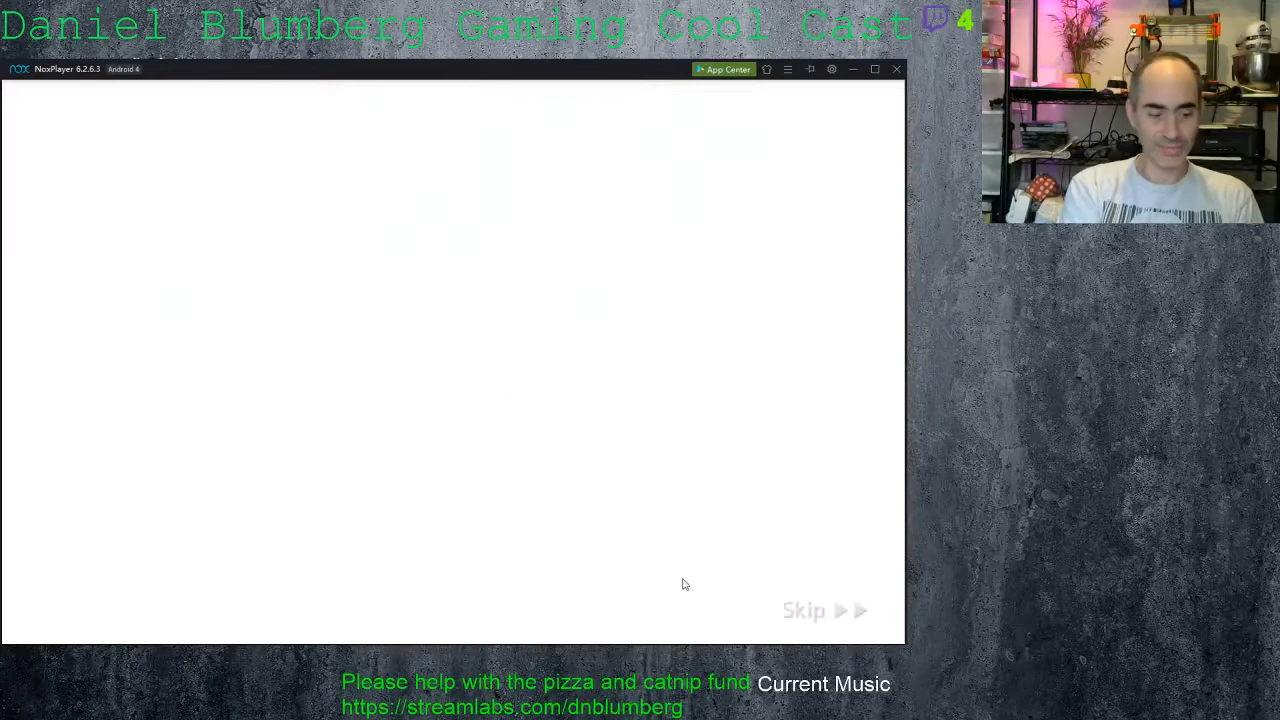 Daniel Blumberg Gaming Cool Cast 4
nox NoxPlayer 6.2.6.3 Android 4 App Center
Skip
Please help with the pizza and catnip fund Current Music
https://streamlabs.com/dnblumberg